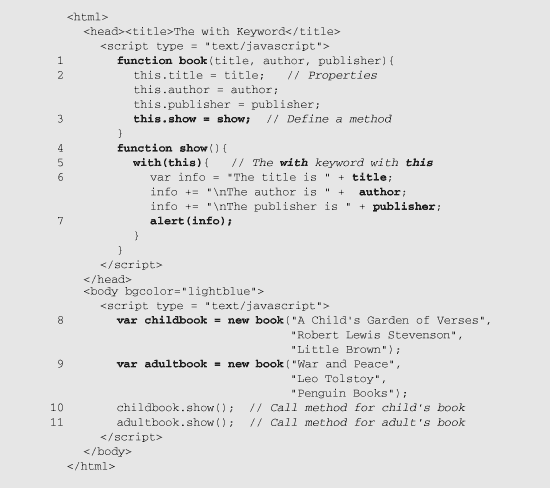 <html>
<head><title>The with Keyword</title>
<script type = "text/javascript">
1 function book(title, author, publisher){
2 this.title = title; // Properties
this.author = author;
this.publisher = publisher;
3 this.show = show; // Define a method
}
4 function show(){
5 with(this){ // The with keyword with this
6 var info = "The title is " + title;
info += "\nThe author is " + author;
info += "\nThe publisher is " + publisher;
7 alert(info);
}
}
</script>
</head>
<body bgcolor="lightblue">
<script type = "text/javascript">
8 var childbook = new book("A Child's Garden of Verses",
"Robert Lewis Stevenson",
"Little Brown");
9 var adultbook = new book("War and Peace",
"Leo Tolstoy",
"Penguin Books");
10 childbook.show(); // Call method for child's book
11 adultbook.show(); // Call method for adult's book
</script>
</body>
</html>